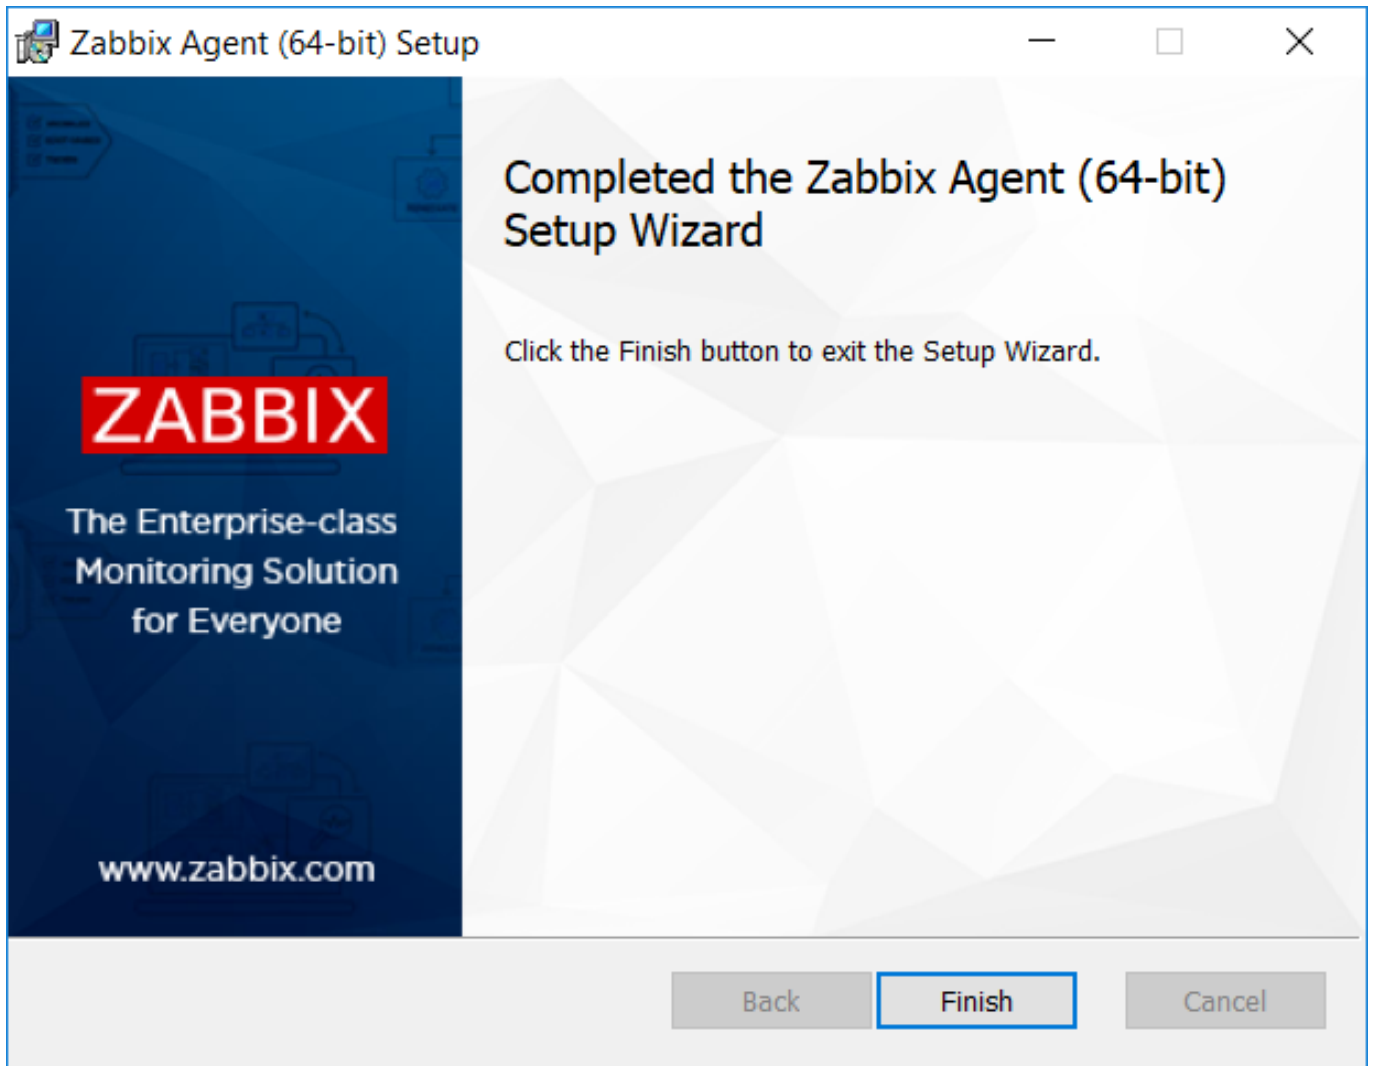 Zabbix Agent (64-bit) Setup
Completed the Zabbix Agent (64-bit)
Setup Wizard
Click the Finish button to exit the Setup Wizard.
ZABBIX
The Enterprise-class
Monitoring Solution
for Everyone
www.zabbix.com
Back
Finish
Cancel